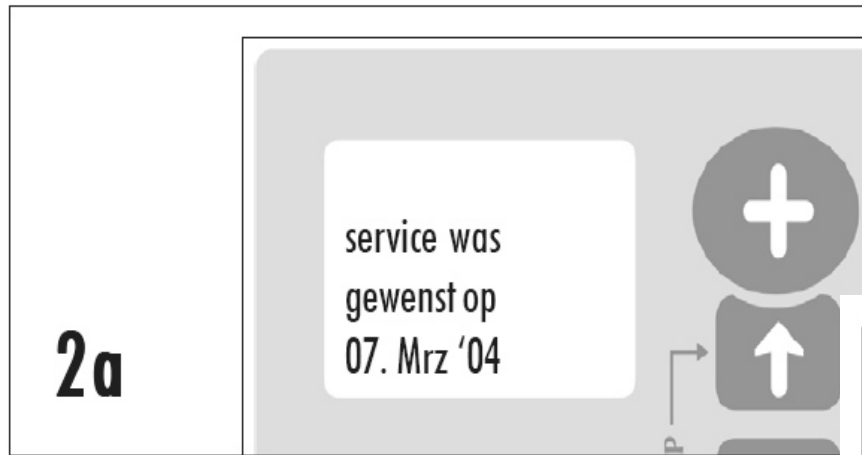 2a
service was
gewenst op
07. Mrz ‘04
P